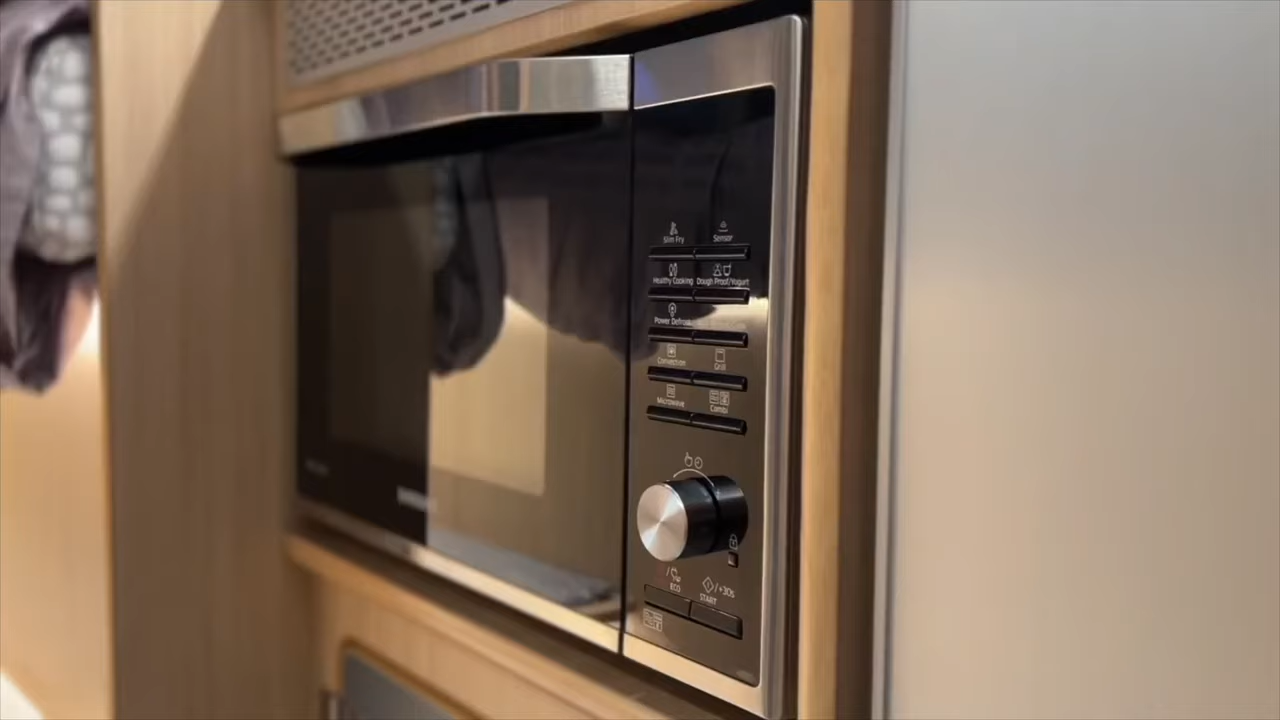 Slim Fry
Sensor
Healthy Cooking
Dough Proof/Yogurt
Power Defrost
Convection
Grill
Microwave
Combi
/
ECO
/+30s
START